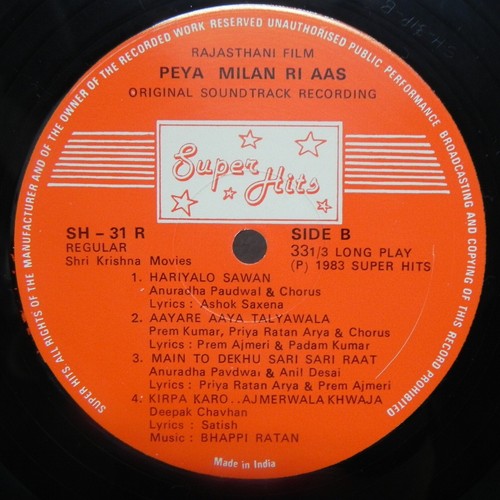 SUPER HITS ALL RIGHTS OF THE MANUFACTURER AND OF THE OWNER OF THE RECORDED WORK RESERVED UNAUTHORISED PUBLIC PERFORMANCE BROADCASTING AND COPYING OF THIS RECORD PROHIBITED
RAJASTHANI FILM
PEYA MILAN RI AAS
ORIGINAL SOUNDTRACK RECORDING
Super Hits
SH - 31 R
REGULAR
Shri Krishna Movies
SIDE B
33 1/3 LONG PLAY
(P) 1983 SUPER HITS
1. HARIYALO SAWAN
Anuradha Paudwal & Chorus
Lyrics : Ashok Saxena
2. AAYARE AAYA TALYAWALA
Prem Kumar, Priya Ratan Arya & Chorus
Lyrics : Prem Ajmeri & Padam Kumar
3. MAIN TO DEKHU SARI SARI RAAT
Anuradha Pavdwal & Anil Desai
Lyrics : Priya Ratan Arya & Prem Ajmeri
4. KIRPA KARO . . AJMERWALA KHWAJA
Deepak Chavhan
Lyrics : Satish
Music : BHAPPI RATAN
Made in India